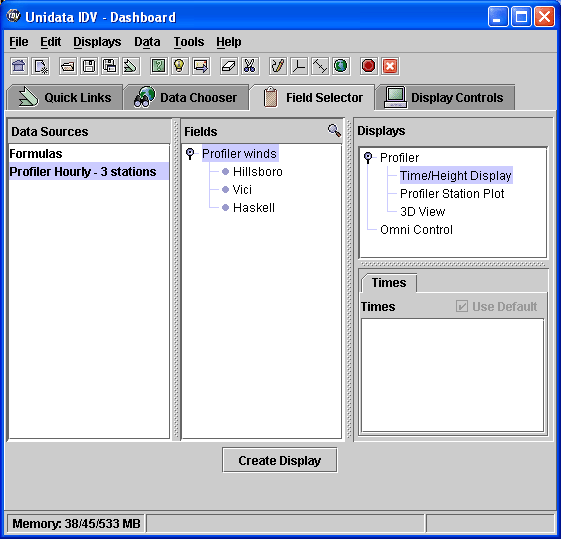 IDV Unidata IDV - Dashboard
File Edit Displays Data Tools Help
Quick Links Data Chooser Field Selector Display Controls
Data Sources
Formulas
Profiler Hourly - 3 stations
Fields
Profiler winds
Hillsboro
Vici
Haskell
Displays
Profiler
Time/Height Display
Profiler Station Plot
3D View
Omni Control
Times
Times Use Default
Create Display
Memory: 38/45/533 MB